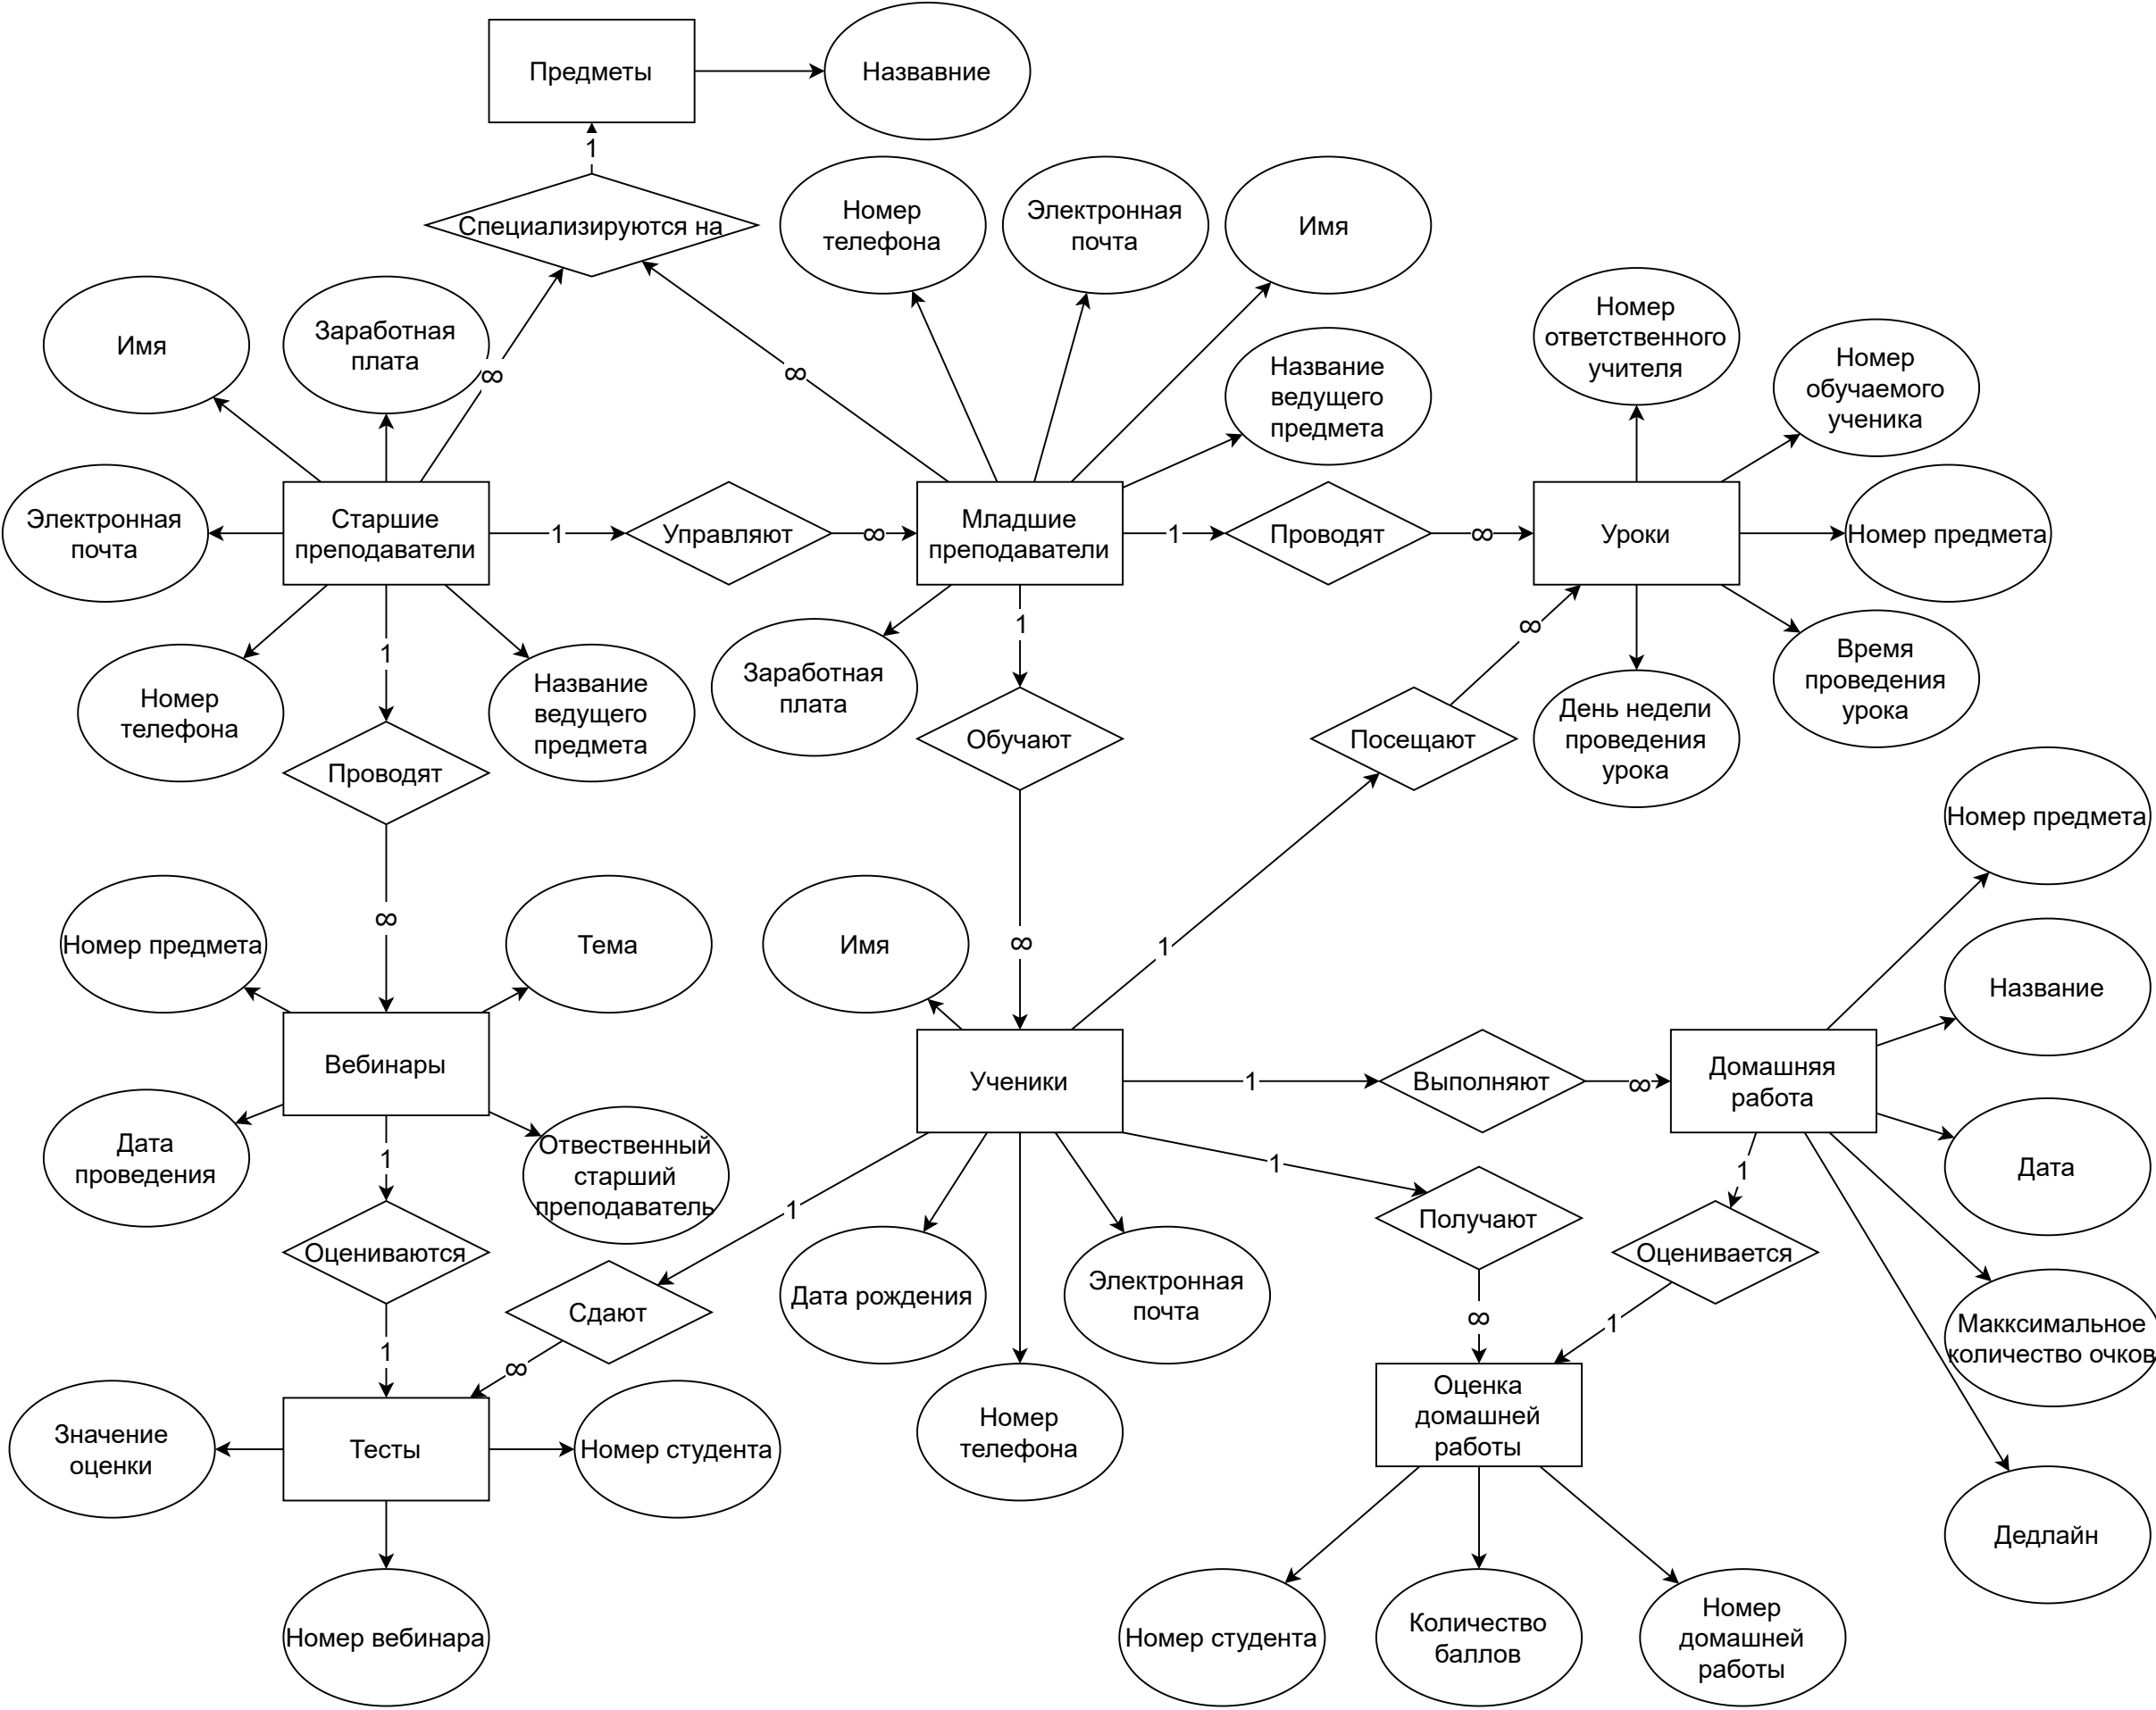 Предметы
Назвавние
1
Специализируются на
Номер
телефона
Электронная
почта
Имя
Имя
Заработная
плата
∞
∞
Название
ведущего
предмета
Номер
ответственного
учителя
Номер
обучаемого
ученика
Электронная
почта
Старшие
преподаватели
1
Управляют
∞
Младшие
преподаватели
1
Проводят
∞
Уроки
Номер предмета
Номер
телефона
1
Название
ведущего
предмета
Заработная
плата
1
∞
Время
проведения
урока
Проводят
Обучают
Посещают
День недели
проведения
урока
Номер предмета
∞
Номер предмета
Тема
Имя
∞
1
Название
Вебинары
Ученики
1
Выполняют
∞
Домашняя
работа
Дата
проведения
1
Отвественный
старший
преподаватель
1
1
1
Дата
Оцениваются
Сдают
Дата рождения
Электронная
почта
Получают
Оценивается
1
∞
∞
1
Макксимальное
количество очков
Значение
оценки
Тесты
Номер студента
Номер
телефона
Оценка
домашней
работы
Дедлайн
Номер вебинара
Номер студента
Количество
баллов
Номер
домашней
работы